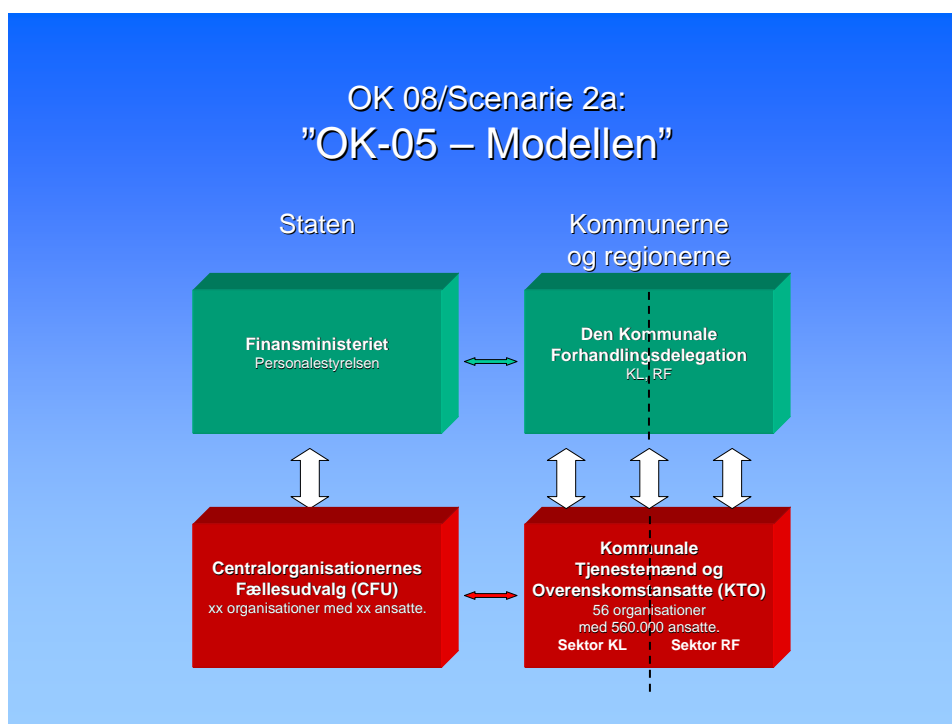 OK 08/Scenarie 2a:
”OK-05 – Modellen”
Staten
Kommunerne
og regionerne
Finansministeriet
Personalestyrelsen
Den Kommunale
Forhandlingsdelegation
KL, RF
Centralorganisationernes
Fællesudvalg (CFU)
xx organisationer med xx ansatte.
Kommunale
Tjenestemænd og
Overenskomstansatte (KTO)
56 organisationer
med 560.000 ansatte.
Sektor KL Sektor RF